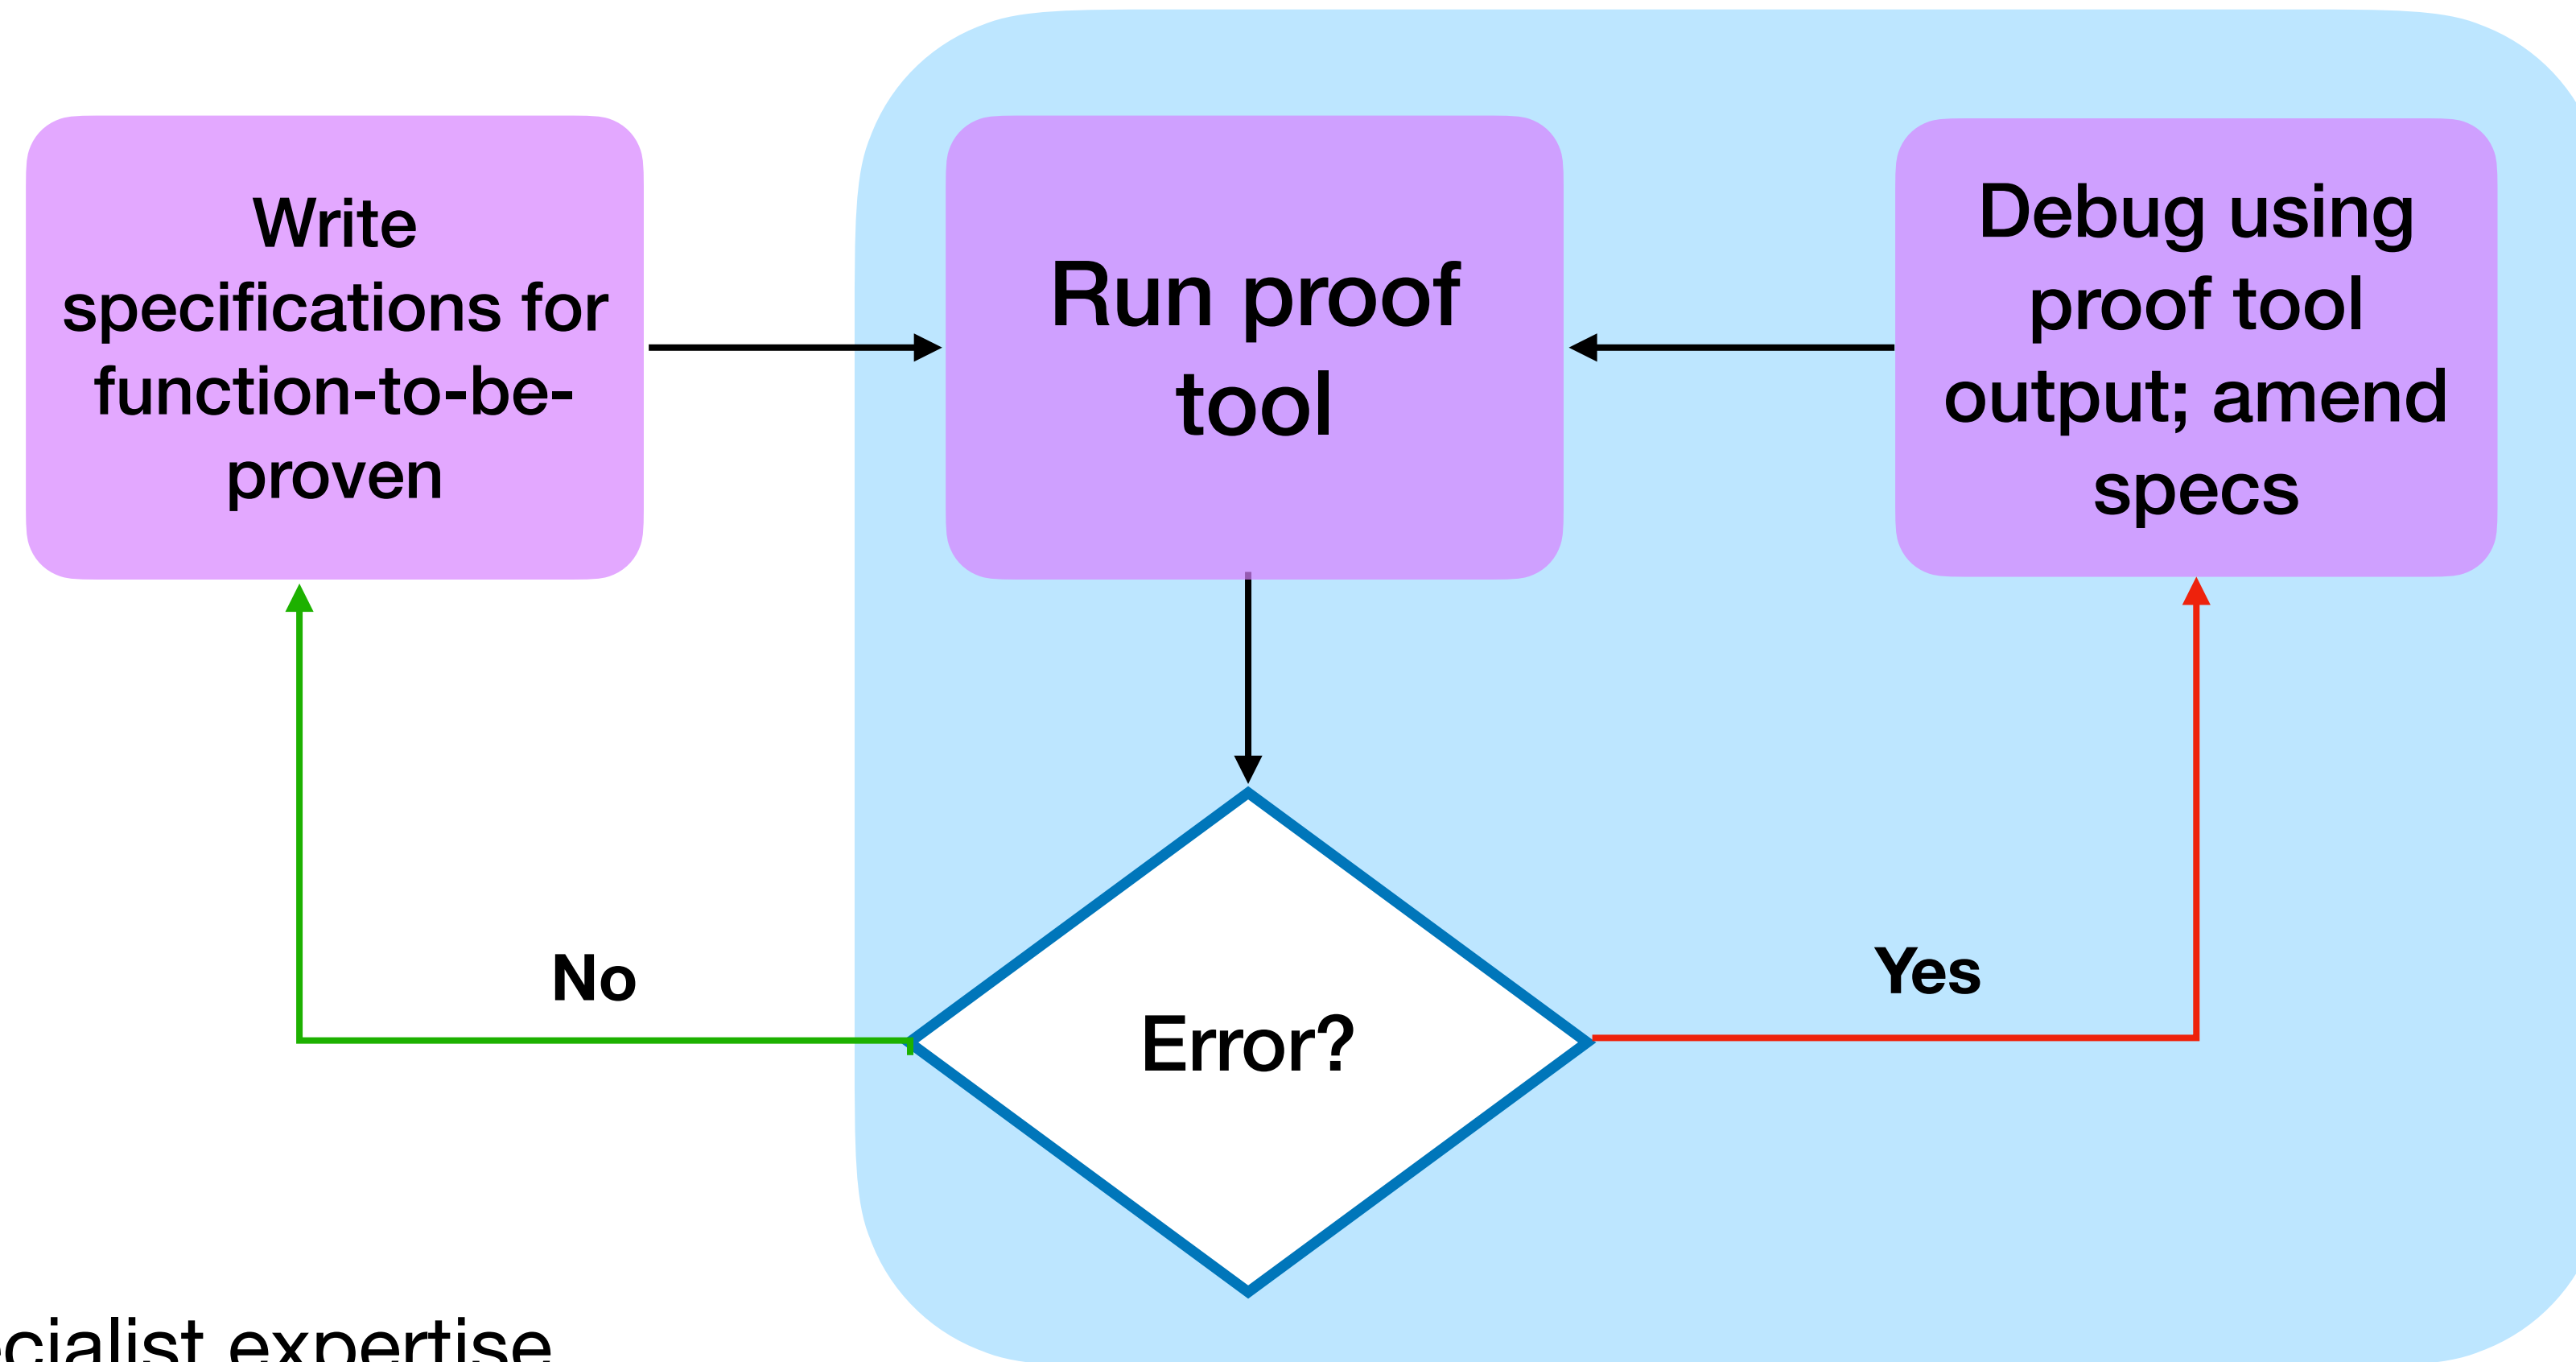 Write
specifications for
function-to-be-
proven
Run proof
tool
Debug using
proof tool
output; amend
specs
No
Yes
Error?
expertise